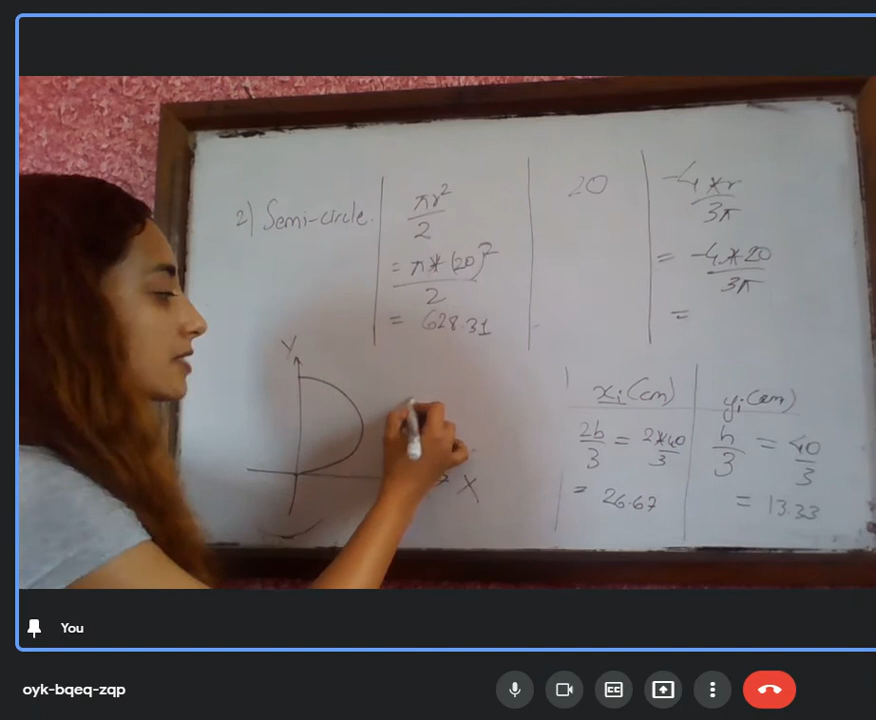 2) Semi-circle.
πr²/2
20
-4*r/3π
= π*(20)²/2
= -4*20/3π
= 628.31
=
Y
X
xi(cm)
yi(cm)
2b/3 = 2*40/3
h/3 = 40/3
= 26.67
= 13.33
You
oyk-bqeq-zqp
CC